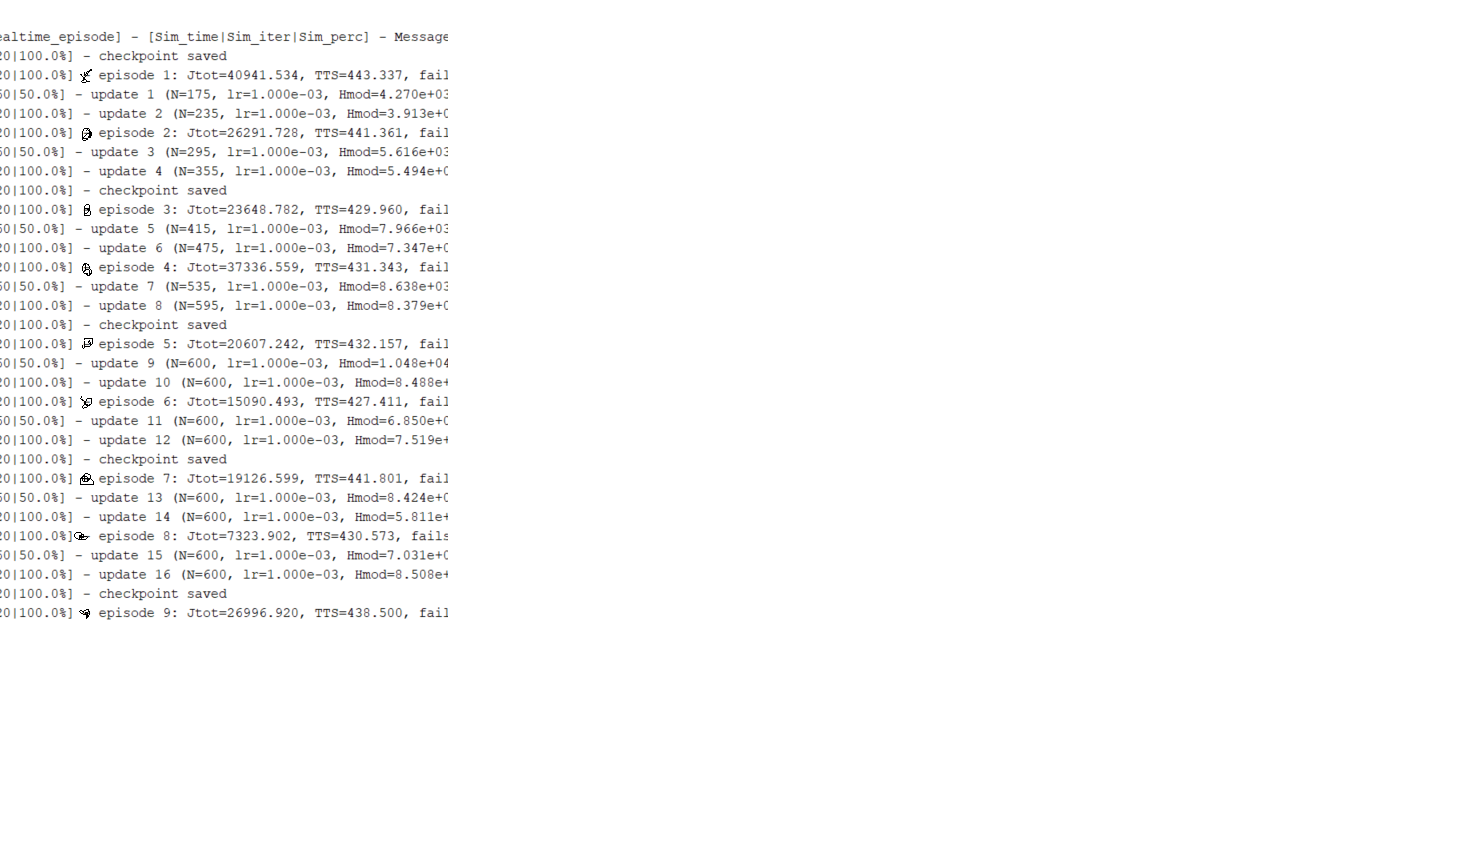 ealtime_episode] - [Sim_time|Sim_iter|Sim_perc] - Message
20|100.0%] - checkpoint saved
20|100.0%] episode 1: Jtot=40941.534, TTS=443.337, fail
60|50.0%] - update 1 (N=175, lr=1.000e-03, Hmod=4.270e+03
20|100.0%] - update 2 (N=235, lr=1.000e-03, Hmod=3.913e+0
20|100.0%] episode 2: Jtot=26291.728, TTS=441.361, fail
60|50.0%] - update 3 (N=295, lr=1.000e-03, Hmod=5.616e+03
20|100.0%] - update 4 (N=355, lr=1.000e-03, Hmod=5.494e+0
20|100.0%] - checkpoint saved
20|100.0%] episode 3: Jtot=23648.782, TTS=429.960, fail
60|50.0%] - update 5 (N=415, lr=1.000e-03, Hmod=7.966e+03
20|100.0%] - update 6 (N=475, lr=1.000e-03, Hmod=7.347e+0
20|100.0%] episode 4: Jtot=37336.559, TTS=431.343, fail
60|50.0%] - update 7 (N=535, lr=1.000e-03, Hmod=8.638e+03
20|100.0%] - update 8 (N=595, lr=1.000e-03, Hmod=8.379e+0
20|100.0%] - checkpoint saved
20|100.0%] episode 5: Jtot=20607.242, TTS=432.157, fail
60|50.0%] - update 9 (N=600, lr=1.000e-03, Hmod=1.048e+04
20|100.0%] - update 10 (N=600, lr=1.000e-03, Hmod=8.488e+
20|100.0%] episode 6: Jtot=15090.493, TTS=427.411, fail
60|50.0%] - update 11 (N=600, lr=1.000e-03, Hmod=6.850e+0
20|100.0%] - update 12 (N=600, lr=1.000e-03, Hmod=7.519e+
20|100.0%] - checkpoint saved
20|100.0%] episode 7: Jtot=19126.599, TTS=441.801, fail
60|50.0%] - update 13 (N=600, lr=1.000e-03, Hmod=8.424e+0
20|100.0%] - update 14 (N=600, lr=1.000e-03, Hmod=5.811e+
20|100.0%] episode 8: Jtot=7323.902, TTS=430.573, fails
60|50.0%] - update 15 (N=600, lr=1.000e-03, Hmod=7.031e+0
20|100.0%] - update 16 (N=600, lr=1.000e-03, Hmod=8.508e+
20|100.0%] - checkpoint saved
20|100.0%] episode 9: Jtot=26996.920, TTS=438.500, fail